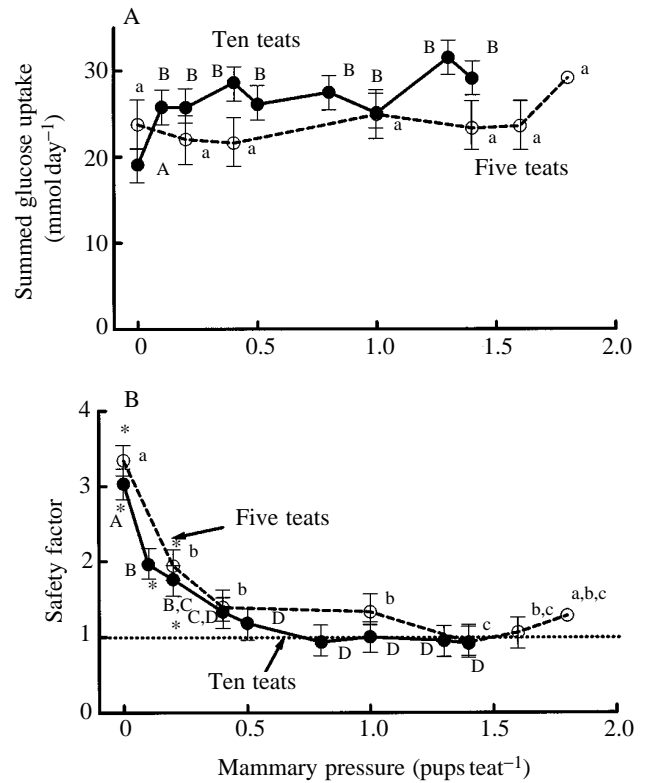 A
Ten teats
Five teats
Summed glucose uptake
(mmol day⁻¹)
30
20
10
0
0 0.5 1.0 1.5 2.0
a B B B B B B B B
A a a a a a a
B
Five teats
Ten teats
Safety factor
4
3
2
1
0
* a * A
B * * b B,C *
b C,D D
D b D D c D
b,c a,b,c
0 0.5 1.0 1.5 2.0
Mammary pressure (pups teat⁻¹)